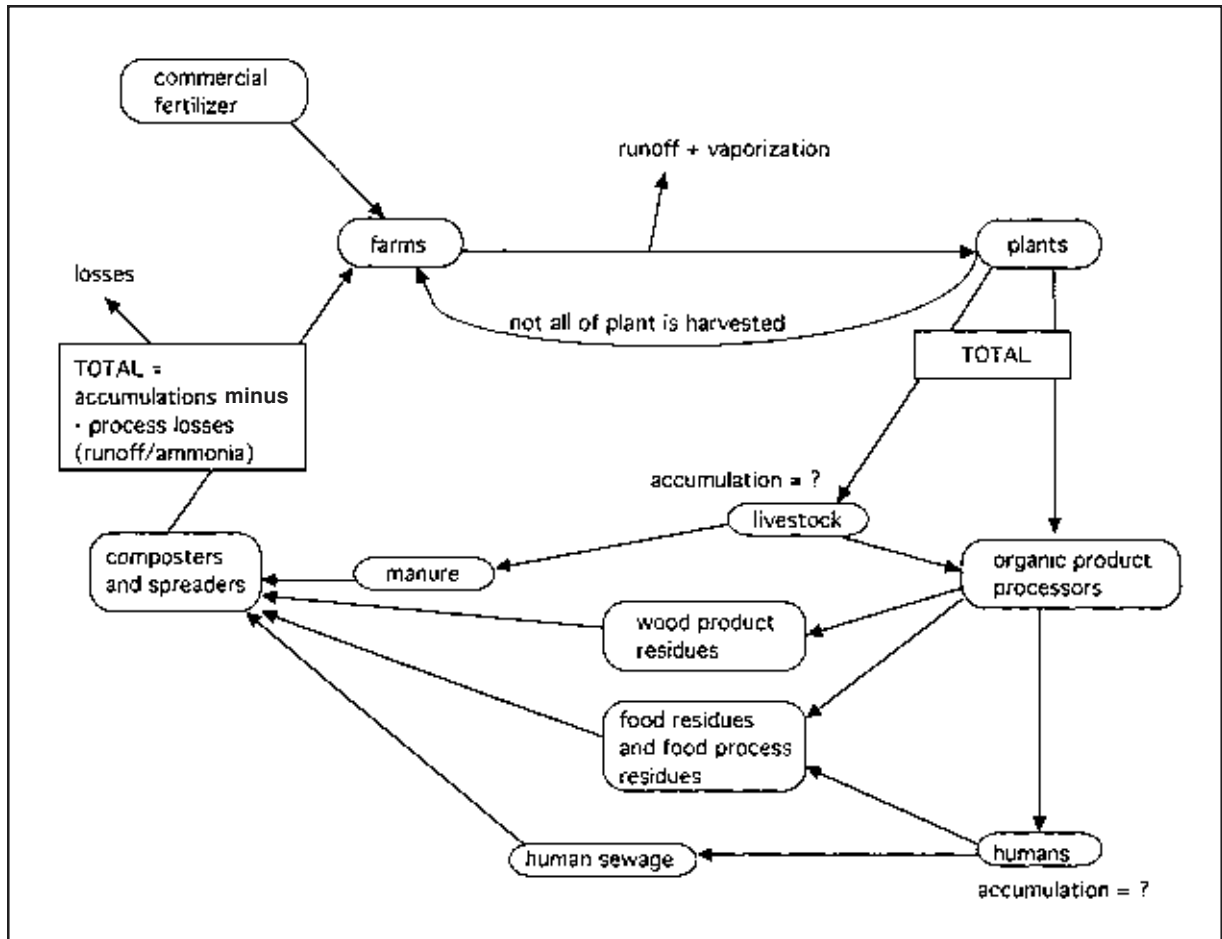 commercial
fertilizer
runoff + vaporization
farms
plants
losses
not all of plant is harvested
TOTAL
TOTAL =
accumulations minus
- process losses
(runoff/ammonia)
accumulation = ?
livestock
composters
and spreaders
manure
organic product
processors
wood product
residues
food residues
and food process
residues
human sewage
humans
accumulation = ?